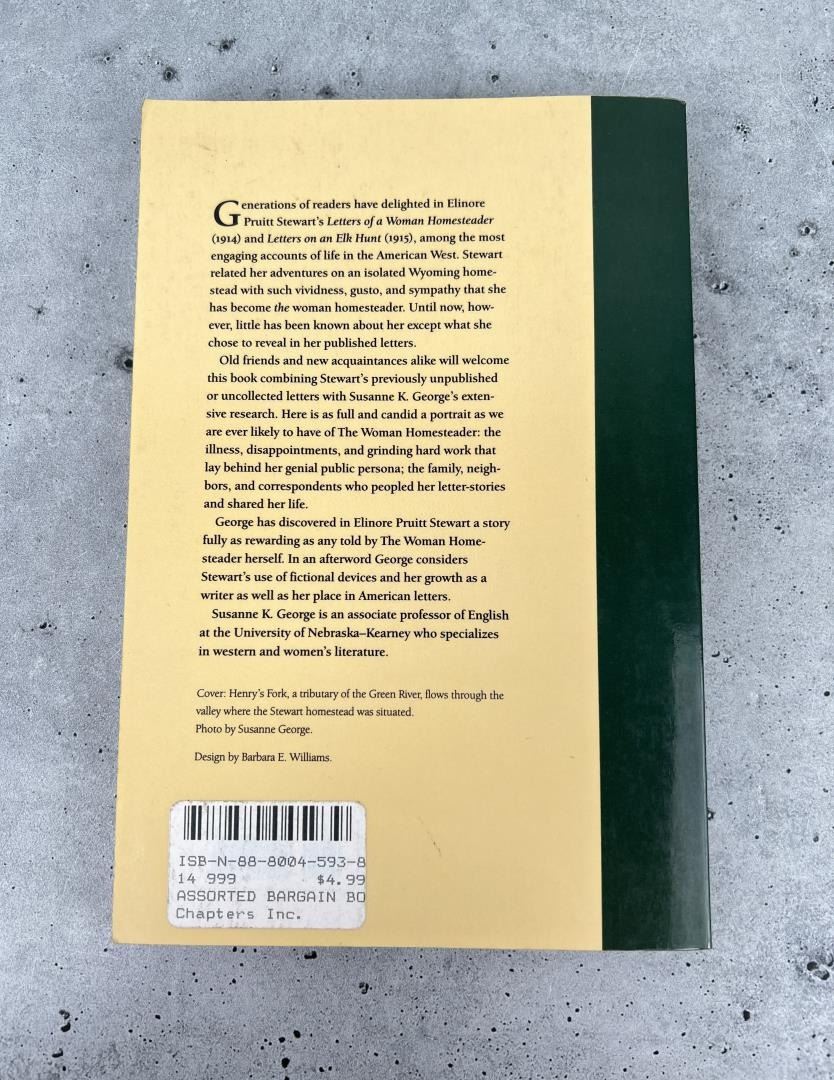 Generations of readers have delighted in Elinore
Pruitt Stewart's Letters of a Woman Homesteader
(1914) and Letters on an Elk Hunt (1915), among the most
engaging accounts of life in the American West. Stewart
related her adventures on an isolated Wyoming home-
stead with such vividness, gusto, and sympathy that she
has become the woman homesteader. Until now, how-
ever, little has been known about her except what she
chose to reveal in her published letters.
Old friends and new acquaintances alike will welcome
this book combining Stewart's previously unpublished
or uncollected letters with Susanne K. George's exten-
sive research. Here is as full and candid a portrait as we
are ever likely to have of The Woman Homesteader: the
illness, disappointments, and grinding hard work that
lay behind her genial public persona; the family, neigh-
bors, and correspondents who peopled her letter-stories
and shared her life.
George has discovered in Elinore Pruitt Stewart a story
fully as rewarding as any told by The Woman Home-
steader herself. In an afterword George considers
Stewart's use of fictional devices and her growth as a
writer as well as her place in American letters.
Susanne K. George is an associate professor of English
at the University of Nebraska–Kearney who specializes
in western and women's literature.
Cover: Henry's Fork, a tributary of the Green River, flows through the
valley where the Stewart homestead was situated.
Photo by Susanne George.
Design by Barbara E. Williams.
ISB-N-88-8004-593-8
14 999 $4.99
ASSORTED BARGAIN BO
Chapters Inc.